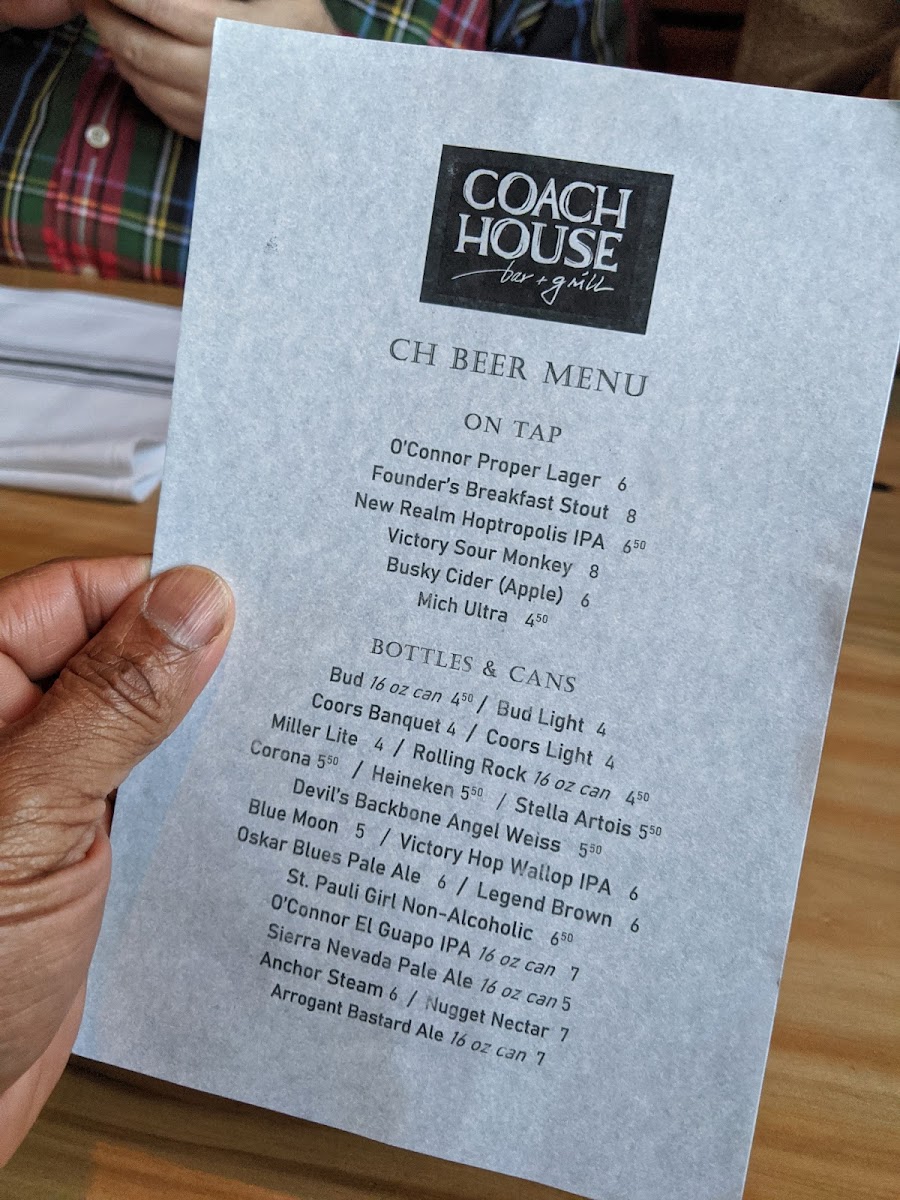 COACH
HOUSE
bar + grill
CH BEER MENU
ON TAP
O'Connor Proper Lager 6
Founder's Breakfast Stout 8
New Realm Hoptropolis IPA 6⁵⁰
Victory Sour Monkey 8
Busky Cider (Apple) 6
Mich Ultra 4⁵⁰
BOTTLES & CANS
Bud 16 oz can 4⁵⁰ / Bud Light 4
Coors Banquet 4 / Coors Light 4
Miller Lite 4 / Rolling Rock 16 oz can 4⁵⁰
Corona 5⁵⁰ / Heineken 5⁵⁰ / Stella Artois 5⁵⁰
Devil's Backbone Angel Weiss 5⁵⁰
Blue Moon 5 / Victory Hop Wallop IPA 6
Oskar Blues Pale Ale 6 / Legend Brown 6
St. Pauli Girl Non-Alcoholic 6⁵⁰
O'Connor El Guapo IPA 16 oz can 7
Sierra Nevada Pale Ale 16 oz can 5
Anchor Steam 6 / Nugget Nectar 7
Arrogant Bastard Ale 16 oz can 7